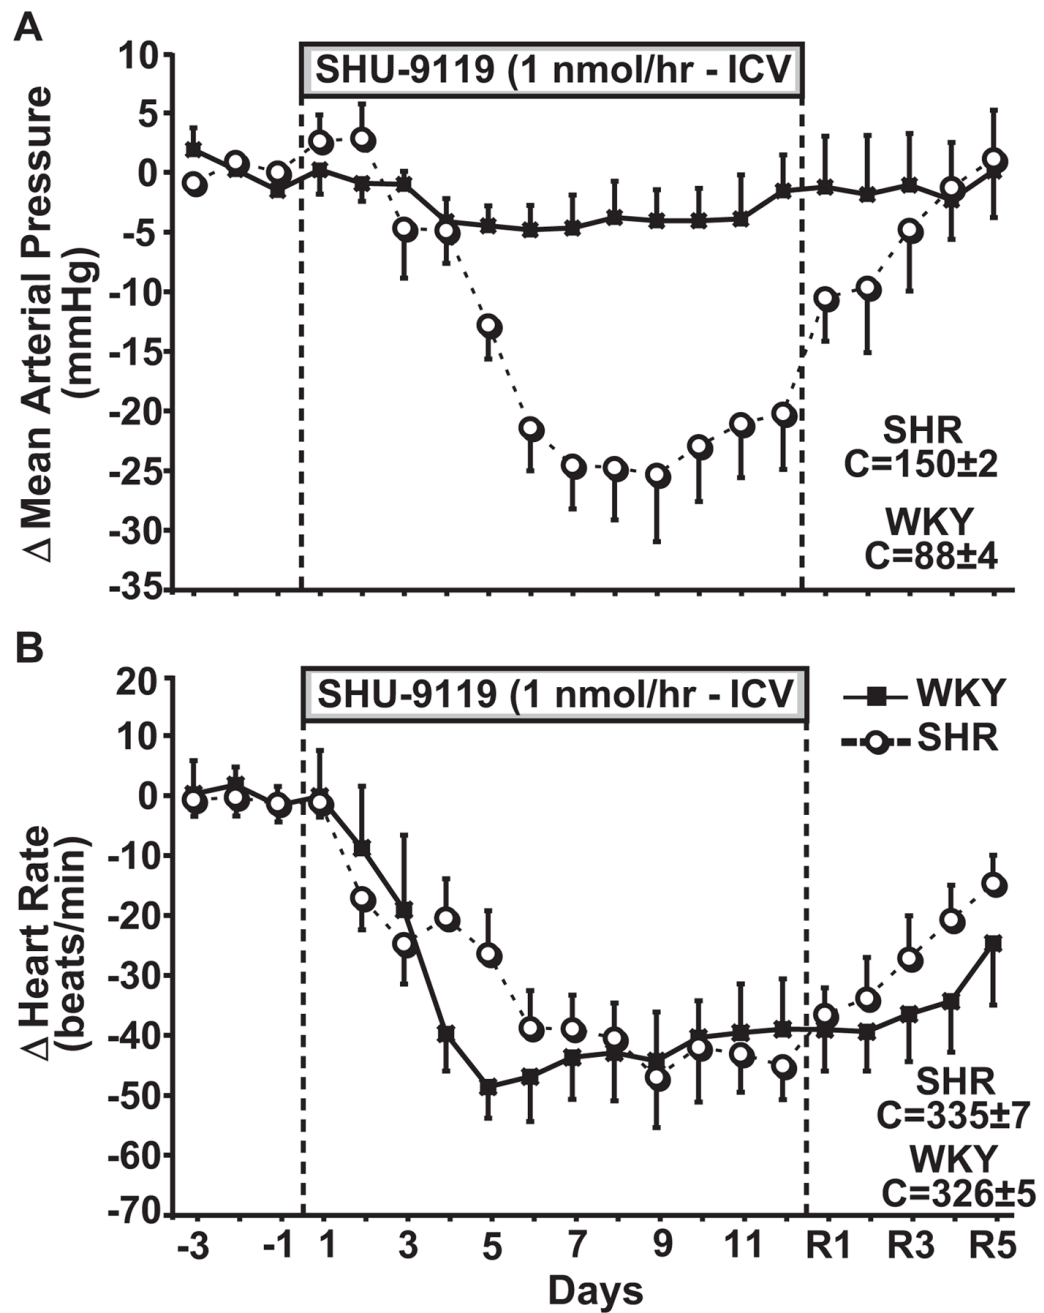 A
10
5
0
-5
-10
-15
-20
-25
-30
-35
Δ Mean Arterial Pressure
(mmHg)
SHU-9119 (1 nmol/hr - ICV
SHR
C=150±2
WKY
C=88±4
B
20
10
0
-10
-20
-30
-40
-50
-60
-70
Δ Heart Rate
(beats/min)
SHU-9119 (1 nmol/hr - ICV
WKY
SHR
SHR
C=335±7
WKY
C=326±5
-3 -1 1 3 5 7 9 11 R1 R3 R5
Days